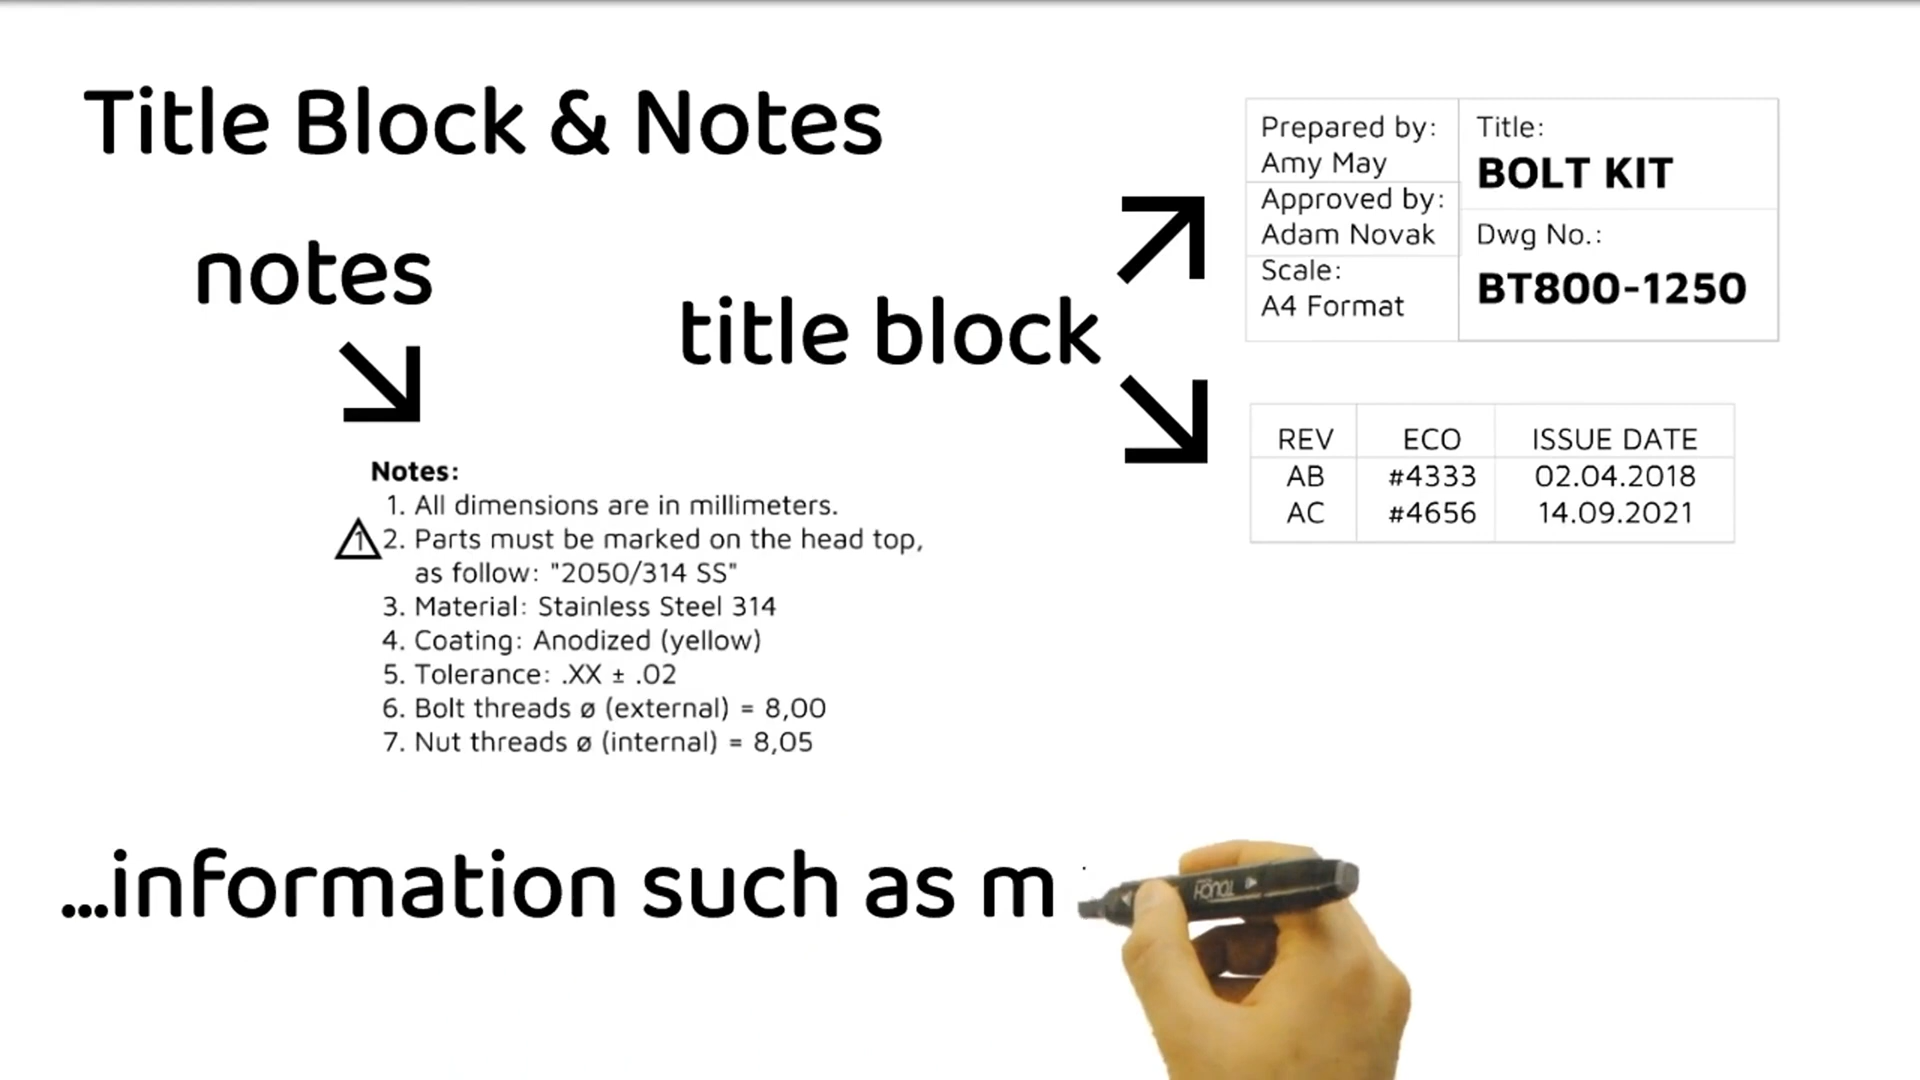 Title Block & Notes
notes
title block
Prepared by:
Amy May
Approved by:
Adam Novak
Scale:
A4 Format
Title:
BOLT KIT
Dwg No.:
BT800-1250
REV ECO ISSUE DATE
AB #4333 02.04.2018
AC #4656 14.09.2021
Notes:
1. All dimensions are in millimeters.
1 2. Parts must be marked on the head top,
as follow: "2050/314 SS"
3. Material: Stainless Steel 314
4. Coating: Anodized (yellow)
5. Tolerance: .XX ± .02
6. Bolt threads ø (external) = 8,00
7. Nut threads ø (internal) = 8,05
...information such as m
TOUCH